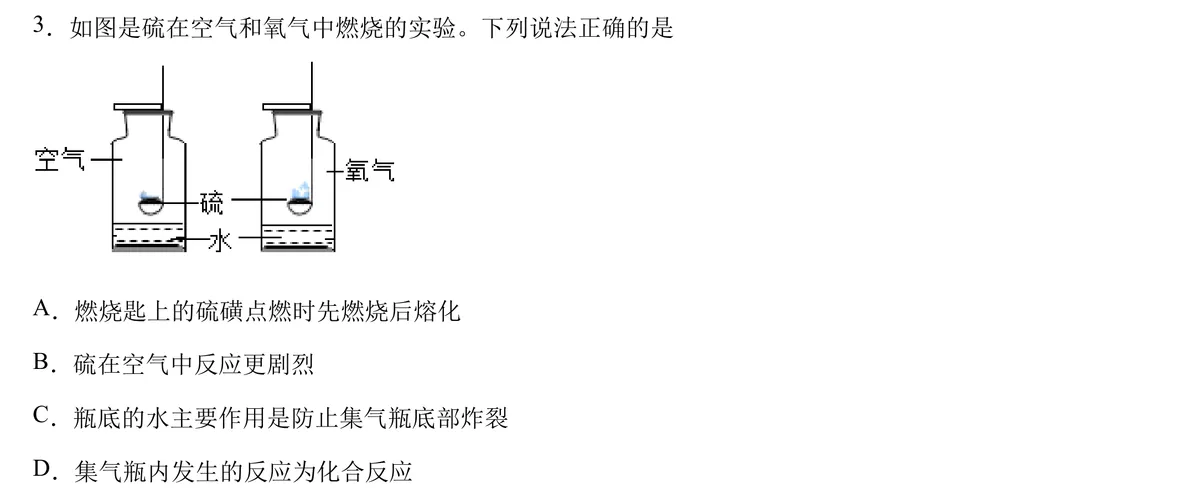 3．如图是硫在空气和氧气中燃烧的实验。下列说法正确的是
空气
氧气
硫
水
A．燃烧匙上的硫磺点燃时先燃烧后熔化
B．硫在空气中反应更剧烈
C．瓶底的水主要作用是防止集气瓶底部炸裂
D．集气瓶内发生的反应为化合反应